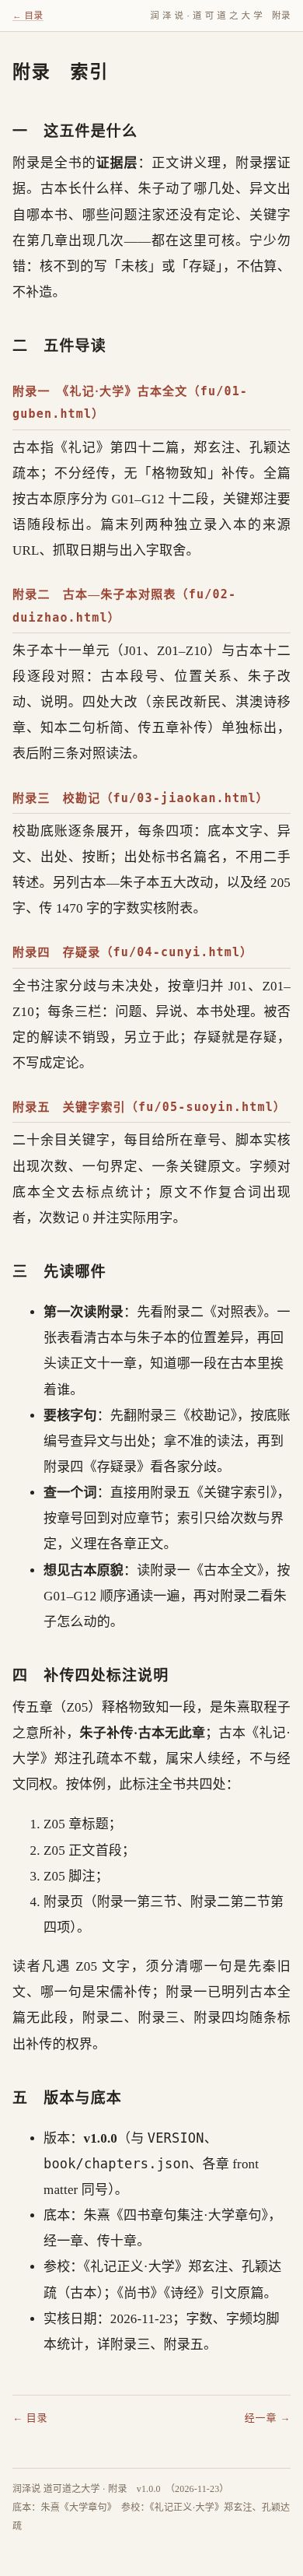 ← 目录 润泽说·道可道之大学 附录
附录 索引
一 这五件是什么
附录是全书的证据层：正文讲义理，附录摆证
据。古本长什么样、朱子动了哪几处、异文出
自哪本书、哪些问题注家还没有定论、关键字
在第几章出现几次——都在这里可核。宁少勿
错：核不到的写「未核」或「存疑」，不估算、
不补造。
二 五件导读
附录一 《礼记·大学》古本全文（fu/01-
guben.html）
古本指《礼记》第四十二篇，郑玄注、孔颖达
疏本；不分经传，无「格物致知」补传。全篇
按古本原序分为 G01–G12 十二段，关键郑注要
语随段标出。篇末列两种独立录入本的来源
URL、抓取日期与出入字取舍。
附录二 古本—朱子本对照表（fu/02-
duizhao.html）
朱子本十一单元（J01、Z01–Z10）与古本十二
段逐段对照：古本段号、位置关系、朱子改
动、说明。四处大改（亲民改新民、淇澳诗移
章、知本二句析简、传五章补传）单独标出，
表后附三条对照读法。
附录三 校勘记（fu/03-jiaokan.html）
校勘底账逐条展开，每条四项：底本文字、异
文、出处、按断；出处标书名篇名，不用二手
转述。另列古本—朱子本五大改动，以及经 205
字、传 1470 字的字数实核附表。
附录四 存疑录（fu/04-cunyi.html）
全书注家分歧与未决处，按章归并 J01、Z01–
Z10；每条三栏：问题、异说、本书处理。被否
定的解读不销毁，另立于此；存疑就是存疑，
不写成定论。
附录五 关键字索引（fu/05-suoyin.html）
二十余目关键字，每目给所在章号、脚本实核
出现次数、一句界定、一条关键原文。字频对
底本全文去标点统计；原文不作复合词出现
者，次数记 0 并注实际用字。
三 先读哪件
• 第一次读附录：先看附录二《对照表》。一
张表看清古本与朱子本的位置差异，再回
头读正文十一章，知道哪一段在古本里挨
着谁。
• 要核字句：先翻附录三《校勘记》，按底账
编号查异文与出处；拿不准的读法，再到
附录四《存疑录》看各家分歧。
• 查一个词：直接用附录五《关键字索引》，
按章号回到对应章节；索引只给次数与界
定，义理在各章正文。
• 想见古本原貌：读附录一《古本全文》，按
G01–G12 顺序通读一遍，再对附录二看朱
子怎么动的。
四 补传四处标注说明
传五章（Z05）释格物致知一段，是朱熹取程子
之意所补，朱子补传·古本无此章；古本《礼记·
大学》郑注孔疏本不载，属宋人续经，不与经
文同权。按体例，此标注全书共四处：
1. Z05 章标题；
2. Z05 正文首段；
3. Z05 脚注；
4. 附录页（附录一第三节、附录二第二节第
四项）。
读者凡遇 Z05 文字，须分清哪一句是先秦旧
文、哪一句是宋儒补传；附录一已明列古本全
篇无此段，附录二、附录三、附录四均随条标
出补传的权界。
五 版本与底本
• 版本：v1.0.0（与 VERSION、
book/chapters.json、各章 front
matter 同号）。
• 底本：朱熹《四书章句集注·大学章句》，
经一章、传十章。
• 参校：《礼记正义·大学》郑玄注、孔颖达
疏（古本）；《尚书》《诗经》引文原篇。
• 实核日期：2026-11-23；字数、字频均脚
本统计，详附录三、附录五。
← 目录 经一章 →
润泽说 道可道之大学 · 附录 v1.0.0 （2026-11-23）
底本：朱熹《大学章句》 参校：《礼记正义·大学》郑玄注、孔颖达
疏